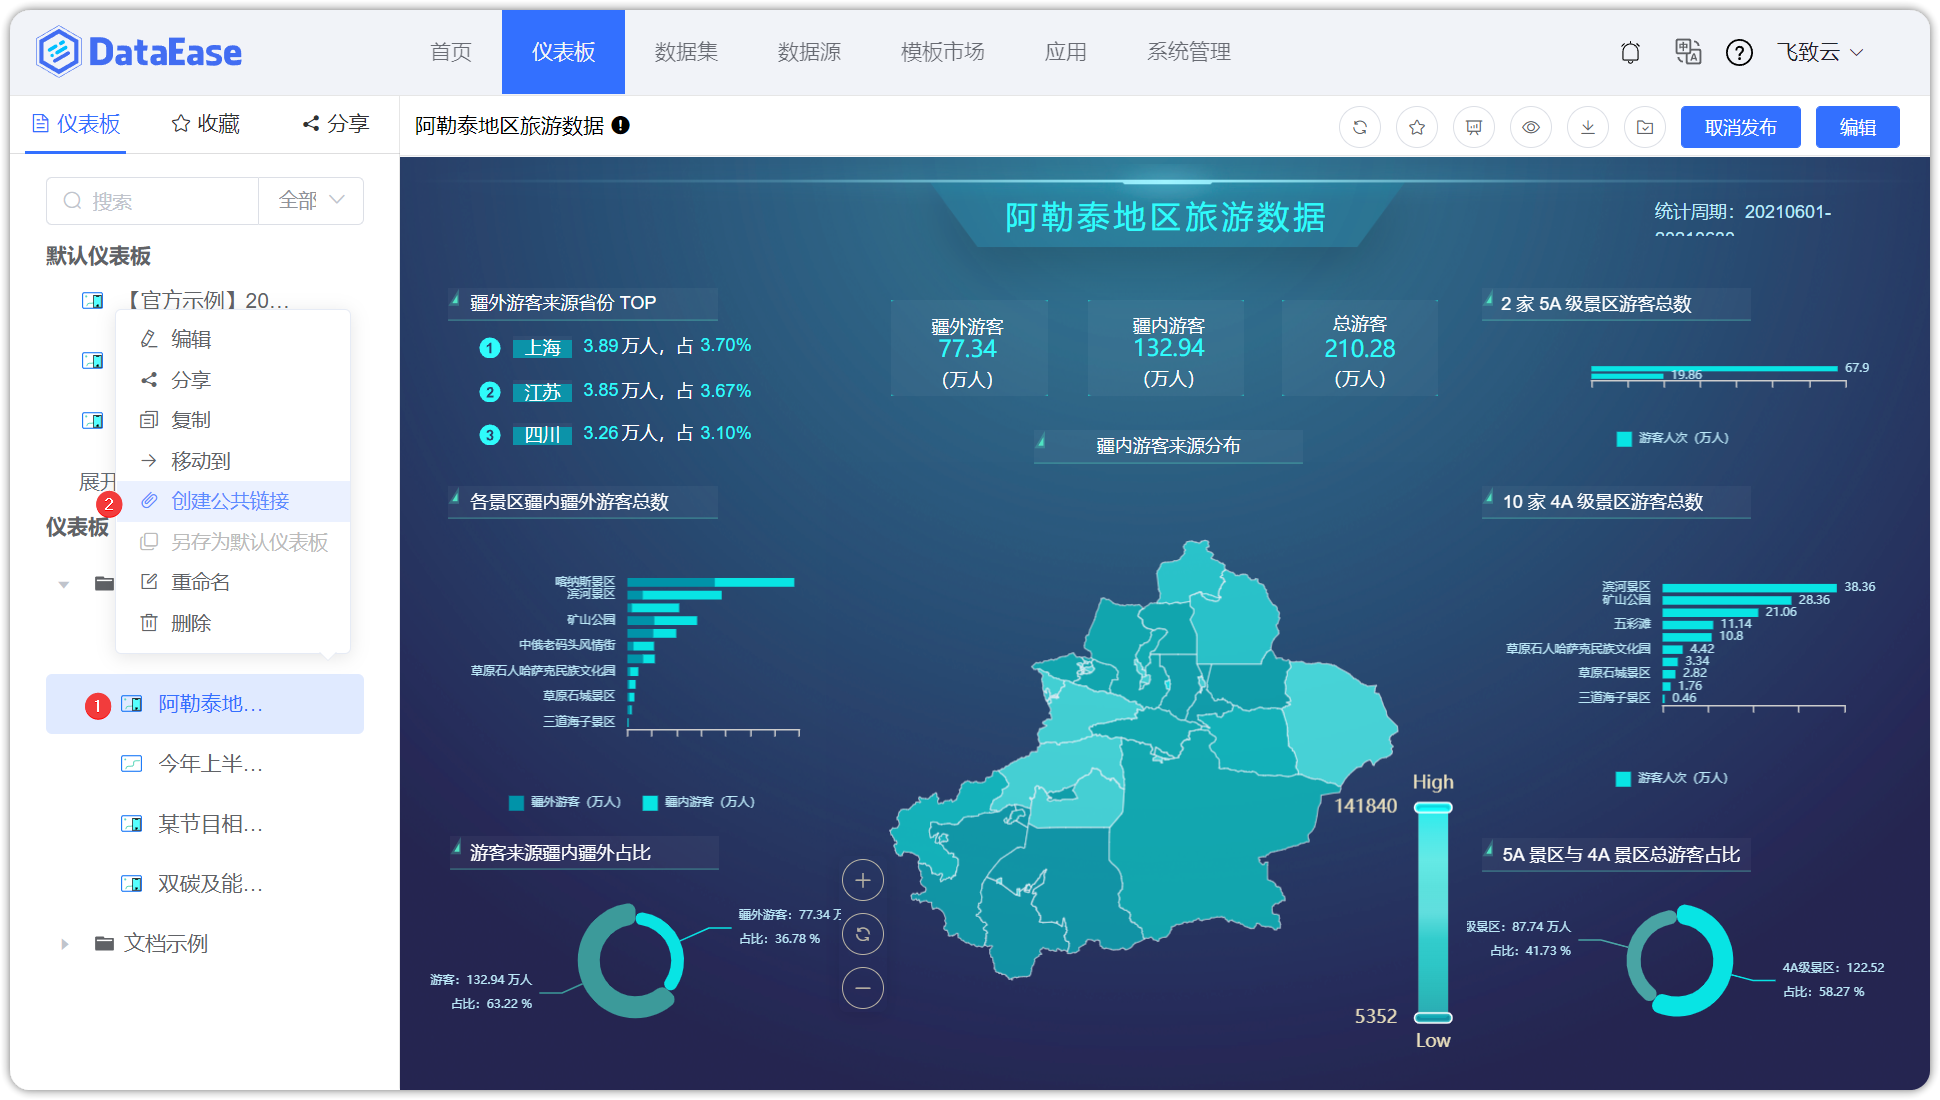 DataEase
首页
仪表板
数据集
数据源
模板市场
应用
系统管理
飞致云
仪表板
收藏
分享
阿勒泰地区旅游数据
取消发布
编辑
搜索
全部
默认仪表板
【官方示例】20...
编辑
分享
复制
移动到
展开
2
创建公共链接
仪表板
另存为默认仪表板
重命名
删除
1
阿勒泰地...
今年上半...
某节目相...
双碳及能...
文档示例
阿勒泰地区旅游数据
统计周期：20210601-
疆外游客来源省份 TOP
1 上海 3.89万人，占 3.70%
2 江苏 3.85万人，占 3.67%
3 四川 3.26万人，占 3.10%
疆外游客
77.34
(万人)
疆内游客
132.94
(万人)
总游客
210.28
(万人)
2 家 5A 级景区游客总数
67.9
19.86
游客人次（万人）
疆内游客来源分布
各景区疆内疆外游客总数
喀纳斯景区
滨河景区
矿山公园
中俄老码头风情街
草原石人哈萨克民族文化园
草原石城景区
三道海子景区
疆外游客（万人）
疆内游客（万人）
10 家 4A 级景区游客总数
滨河景区 38.36
矿山公园 28.36
21.06
五彩滩 11.14
10.8
草原石人哈萨克民族文化园 4.42
3.34
草原石城景区 2.82
1.76
三道海子景区 0.46
游客人次（万人）
High
141840
5352
Low
游客来源疆内疆外占比
疆外游客：77.34 万
占比：36.78 %
游客：132.94 万人
占比：63.22 %
5A 景区与 4A 景区总游客占比
级景区：87.74 万人
占比：41.73 %
4A级景区：122.52
占比：58.27 %